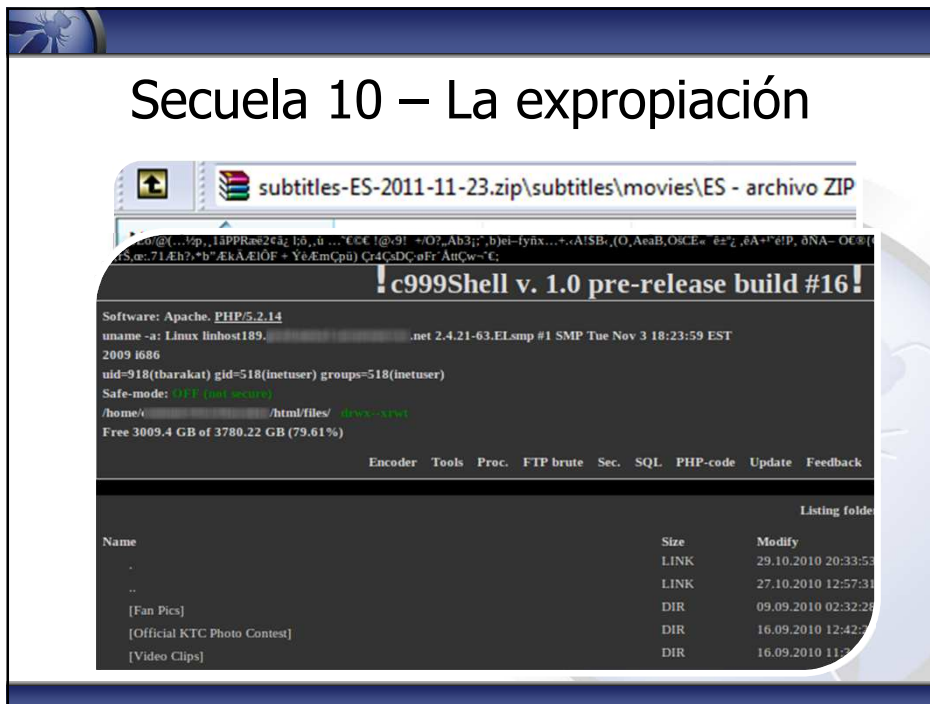 Secuela 10 – La expropiación
subtitles-ES-2011-11-23.zip\subtitles\movies\ES - archivo ZIP
!c999Shell v. 1.0 pre-release build #16!
Software: Apache. PHP/5.2.14
uname -a: Linux linhost189. .net 2.4.21-63.ELsmp #1 SMP Tue Nov 3 18:23:59 EST
2009 i686
uid=918(tbarakat) gid=518(inetuser) groups=518(inetuser)
Safe-mode: OFF (not secure)
/home/ /html/files/ drwx--xrwt
Free 3009.4 GB of 3780.22 GB (79.61%)
Encoder Tools Proc. FTP brute Sec. SQL PHP-code Update Feedback
Listing
Name Size Modify
. LINK 29.10.2010 20:33:53
.. LINK 27.10.2010 12:57:31
[Fan Pics] DIR 09.09.2010 02:32:28
[Official KTC Photo Contest] DIR 16.09.2010
[Video Clips] DIR 16.09.2010